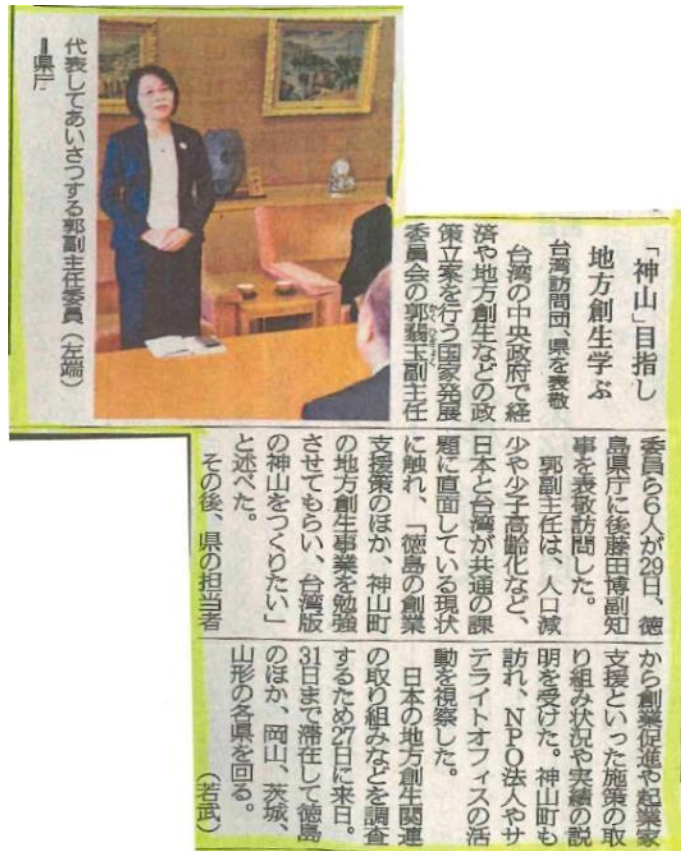 「神山」目指し
地方創生学ぶ
台湾訪問団、県を表敬
台湾の中央政府で経
済や地方創生などの政
策立案を行う国家発展
委員会の郭翡玉副主任
委員ら6人が29日、徳
島県庁に後藤田博副知
事を表敬訪問した。
郭副主任は、人口減
少や少子高齢化など、
日本と台湾が共通の課
題に直面している現状
に触れ、「徳島の創業
支援策のほか、神山町
の地方創生事業を勉強
させてもらい、台湾版
の神山をつくりたい」
と述べた。
その後、県の担当者
から創業促進や起業家
支援といった施策の取
り組み状況や実績の説
明を受けた。神山町も
訪れ、NPO法人やサ
テライトオフィスの活
動を視察した。
日本の地方創生関連
の取り組みなどを調査
するため27日に来日。
31日まで滞在して徳島
のほか、岡山、茨城、
山形の各県を回る。
(若武)
代表してあいさつする郭副主任委員(左端)
=県庁